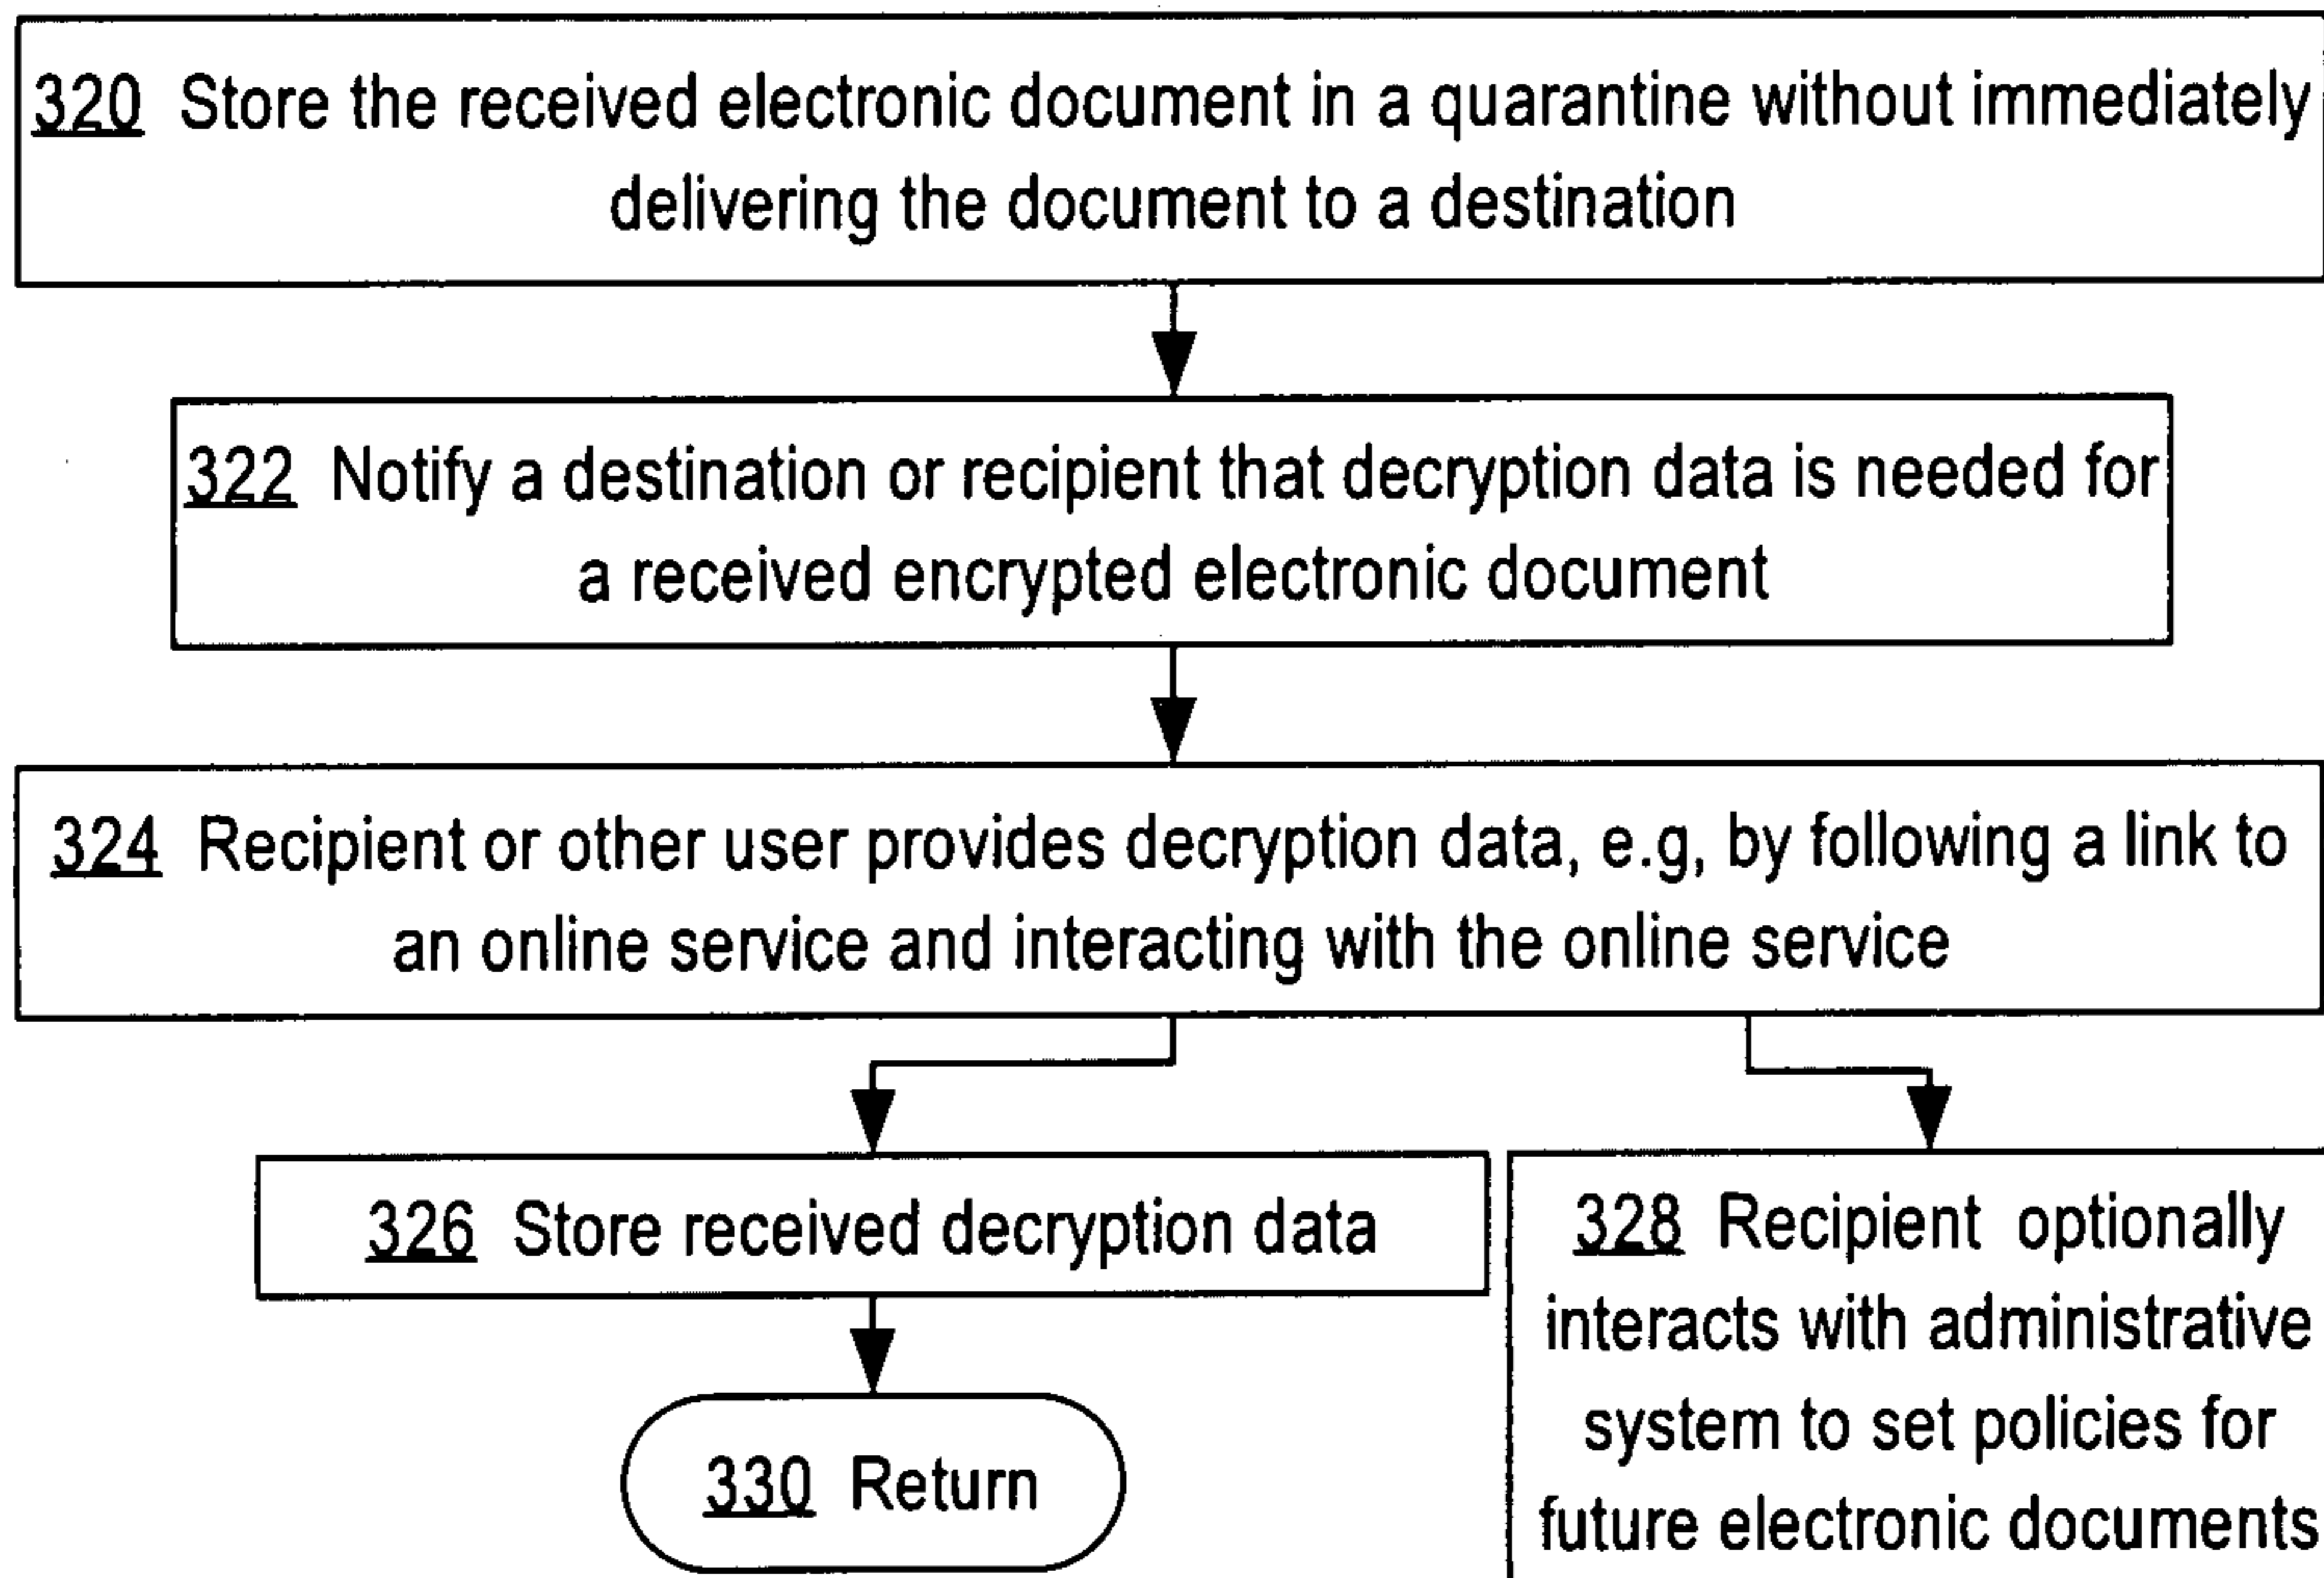 320 Store the received electronic document in a quarantine without immediately
delivering the document to a destination
322 Notify a destination or recipient that decryption data is needed for
a received encrypted electronic document
324 Recipient or other user provides decryption data, e.g, by following a link to
an online service and interacting with the online service
326 Store received decryption data
330 Return
328 Recipient optionally
interacts with administrative
system to set policies for
future electronic documents